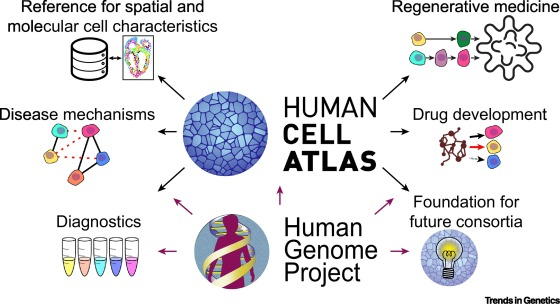 Reference for spatial and
molecular cell characteristics
Regenerative medicine
Disease mechanisms
HUMAN
CELL
ATLAS
Drug development
Diagnostics
Human
Genome
Project
Foundation for
future consortia
Trends in Genetics